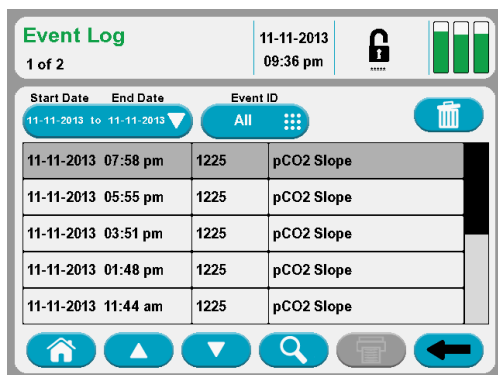 Event Log
1 of 2
11-11-2013
09:36 pm
*****
Start Date End Date Event ID
11-11-2013 to 11-11-2013 All
11-11-2013 07:58 pm 1225 pCO2 Slope
11-11-2013 05:55 pm 1225 pCO2 Slope
11-11-2013 03:51 pm 1225 pCO2 Slope
11-11-2013 01:48 pm 1225 pCO2 Slope
11-11-2013 11:44 am 1225 pCO2 Slope